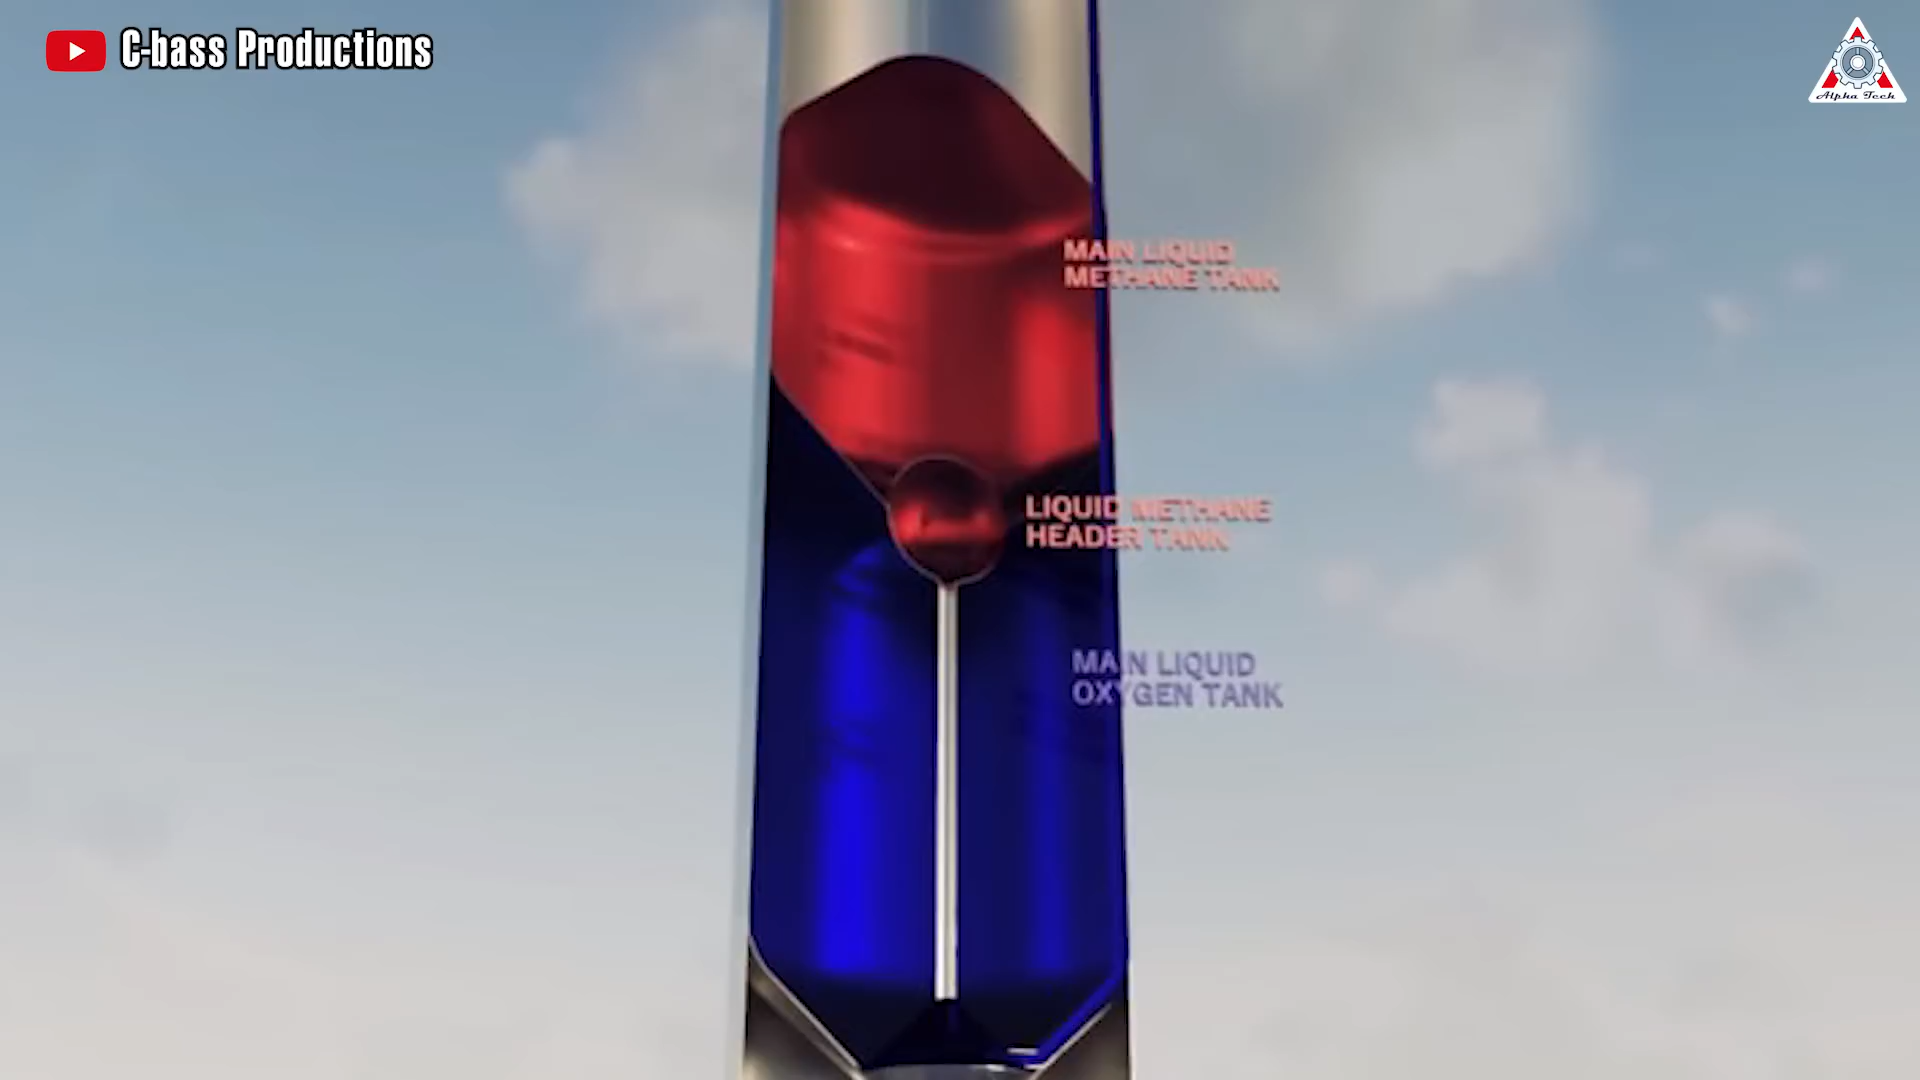 C-bass Productions
Alpha Tech
MAIN LIQUID
METHANE TANK
LIQUID METHANE
HEADER TANK
MAIN LIQUID
OXYGEN TANK